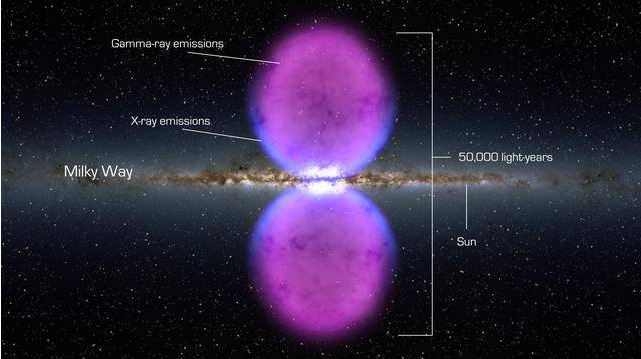 Gamma-ray emissions
X-ray emissions
Milky Way
50,000 light-years
Sun